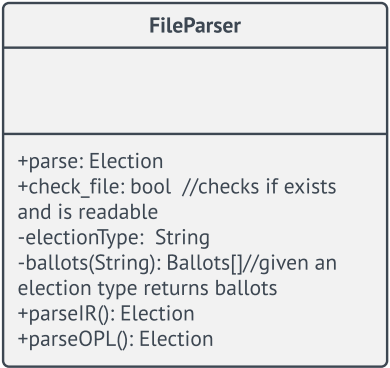 FileParser
+parse: Election
+check_file: bool  //checks if exists
and is readable
-electionType:  String
-ballots(String): Ballots[]//given an
election type returns ballots
+parseIR(): Election
+parseOPL(): Election